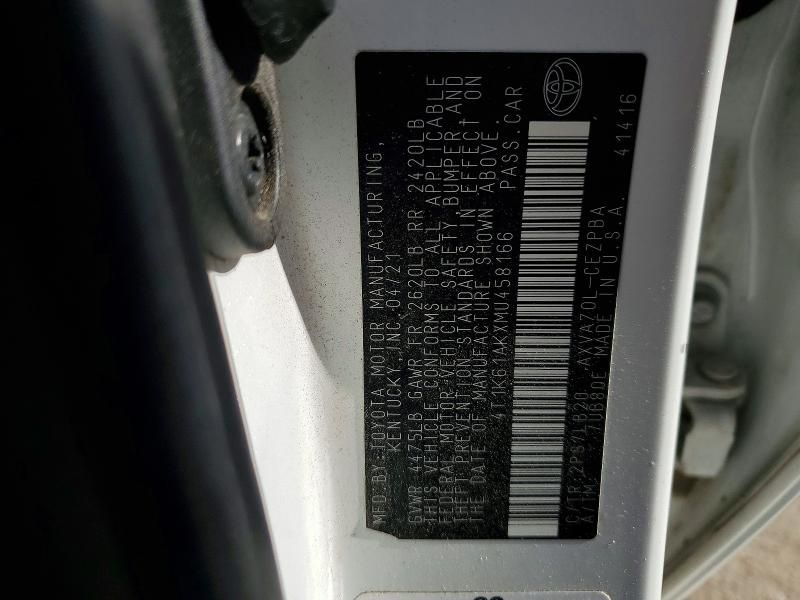 MFD.BY:TOYOTA MOTOR MANUFACTURING,
KENTUCKY,INC.04/21
GVWR 4475LB GAWR FR 2620LB RR 2420LB
THIS VEHICLE CONFORMS TO ALL APPLICABLE
FEDERAL MOTOR VEHICLE SAFETY, BUMPER,AND
THEFT PREVENTION STANDARDS IN EFFECT ON
THE DATE OF MANUFACTURE SHOWN ABOVE.
4T1K61AKXMU458166 PASS.CAR
C/TR:2PS/LB20 AXVA70L-CEZPBA
A/TM: -/UB80E MADE IN U.S.A.
41416